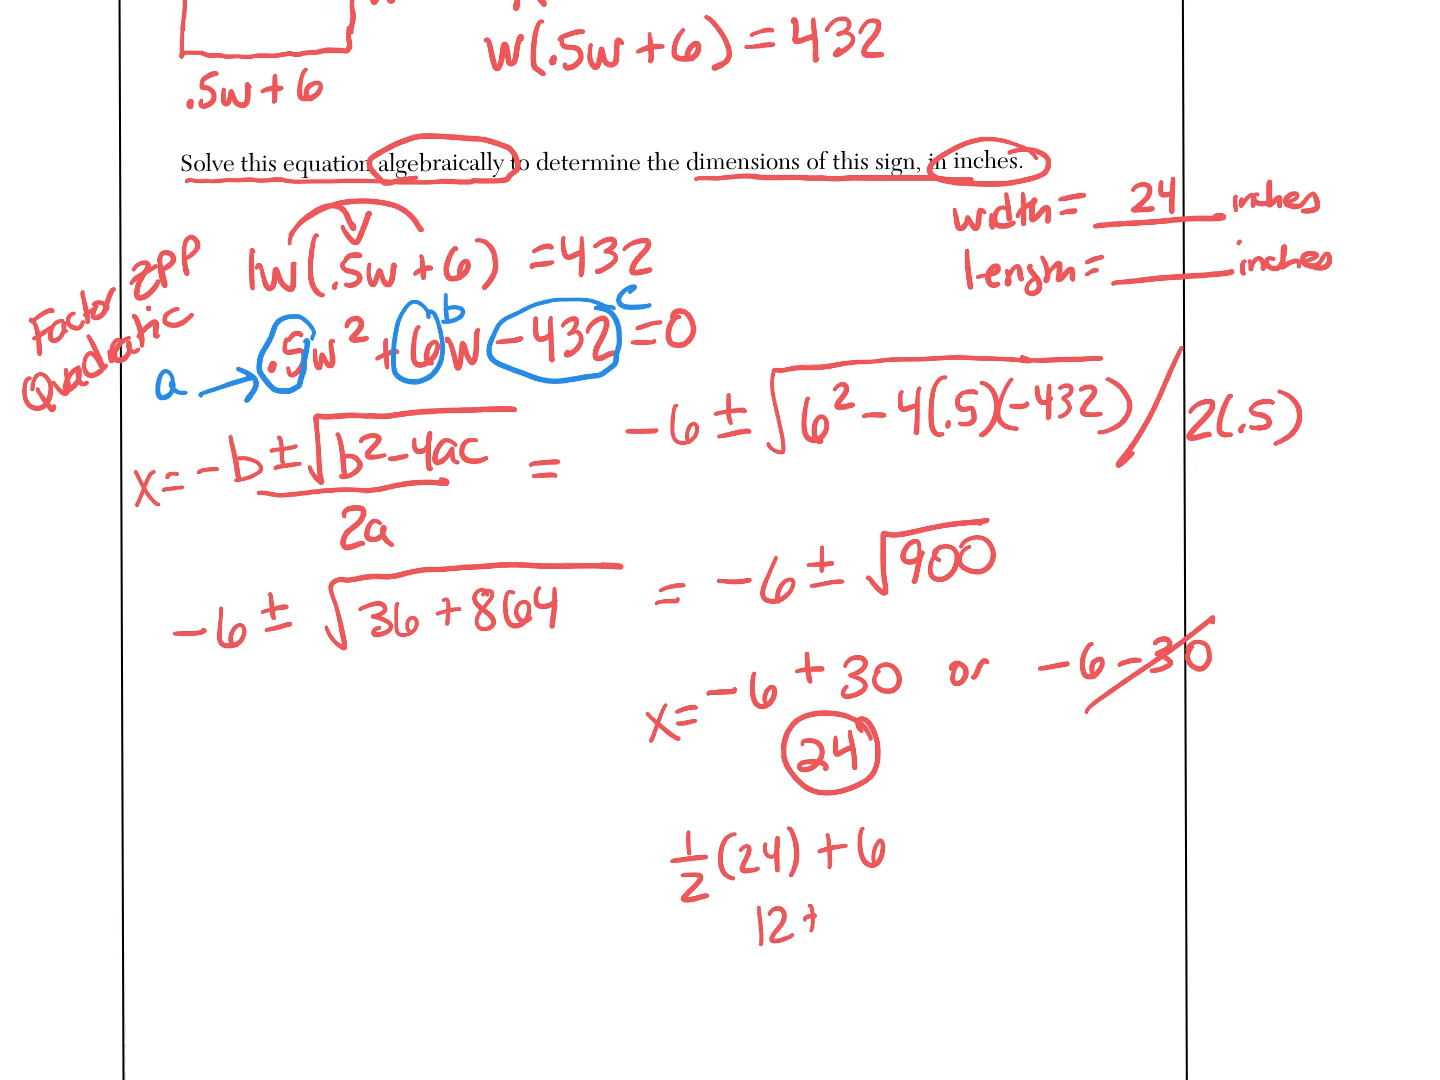 w(.5w+6)=432
.5w+6
Solve this equation algebraically to determine the dimensions of this sign, in inches.
width= 24 inches
length= inches
1w(.5w+6)=432
Factor ZPP
Quadratic
.5w²+6w-432=0
a b c
x= -b±√b²-4ac = -6±√6²-4(.5)(-432) / 2(.5)
2a
-6±√36+864 = -6±√900
x= -6+30 or -6-30
24
1/2(24)+6
12+